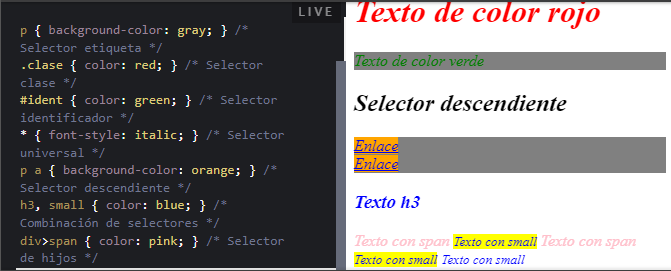 LIVE
p { background-color: gray; } /*
Selector etiqueta */
.clase { color: red; } /* Selector
clase */
#ident { color: green; } /* Selector
identificador */
* { font-style: italic; } /* Selector
universal */
p a { background-color: orange; } /*
Selector descendiente */
h3, small { color: blue; } /*
Combinación de selectores */
div>span { color: pink; } /* Selector
de hijos */
Texto de color rojo
Texto de color verde
Selector descendiente
Enlace
Enlace
Texto h3
Texto con span Texto con small Texto con span
Texto con small Texto con small